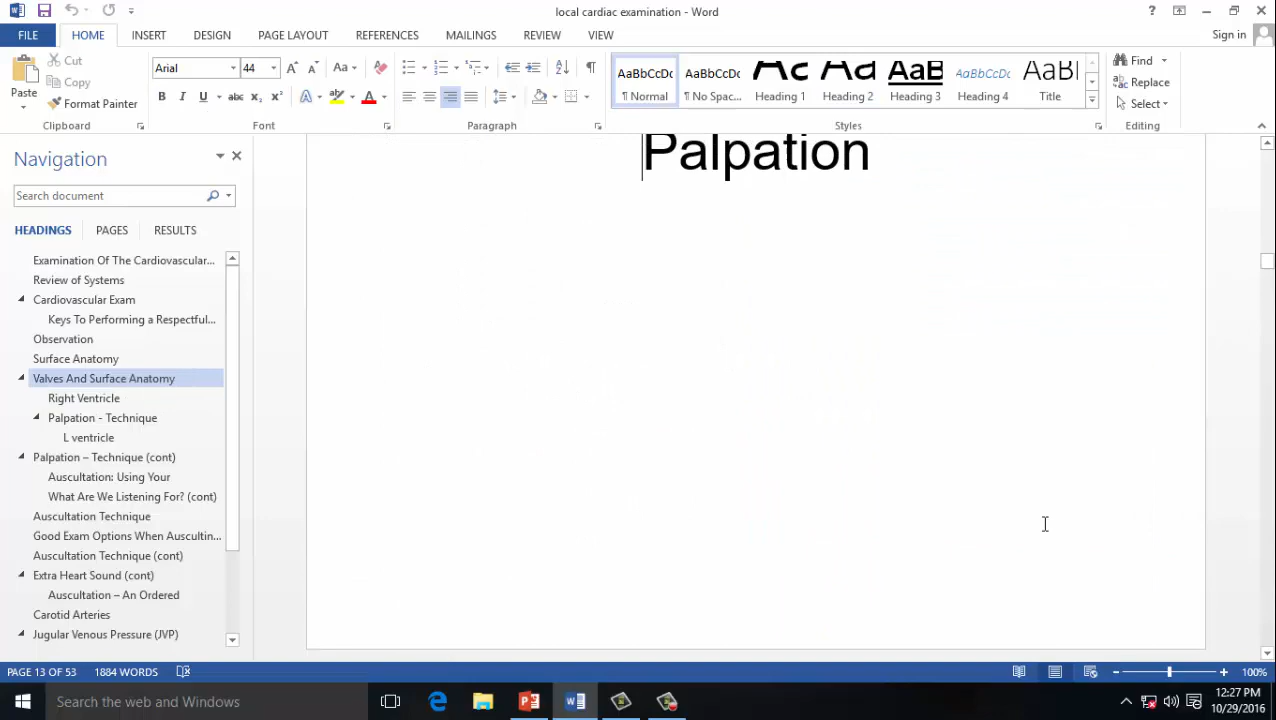 local cardiac examination - Word
Sign in
FILE HOME INSERT DESIGN PAGE LAYOUT REFERENCES MAILINGS REVIEW VIEW
Paste
Cut
Copy
Format Painter
Clipboard
Arial 44
Font
Paragraph
AaBbCcDc
¶ Normal
AaBbCcDc
¶ No Spac...
AaBbCc
Heading 1
Heading 2
AaB
Heading 3
AaBbCcDc
Heading 4
AaBl
Title
Styles
Find
Replace
Select
Editing
Navigation
Search document
HEADINGS PAGES RESULTS
Examination Of The Cardiovascular...
Review of Systems
Cardiovascular Exam
Keys To Performing a Respectful...
Observation
Surface Anatomy
Valves And Surface Anatomy
Right Ventricle
Palpation - Technique
L ventricle
Palpation – Technique (cont)
Auscultation: Using Your
What Are We Listening For? (cont)
Auscultation Technique
Good Exam Options When Auscultin...
Auscultation Technique (cont)
Extra Heart Sound (cont)
Auscultation – An Ordered
Carotid Arteries
Jugular Venous Pressure (JVP)
Palpation
PAGE 13 OF 53 1884 WORDS
100%
Search the web and Windows
12:27 PM
10/29/2016